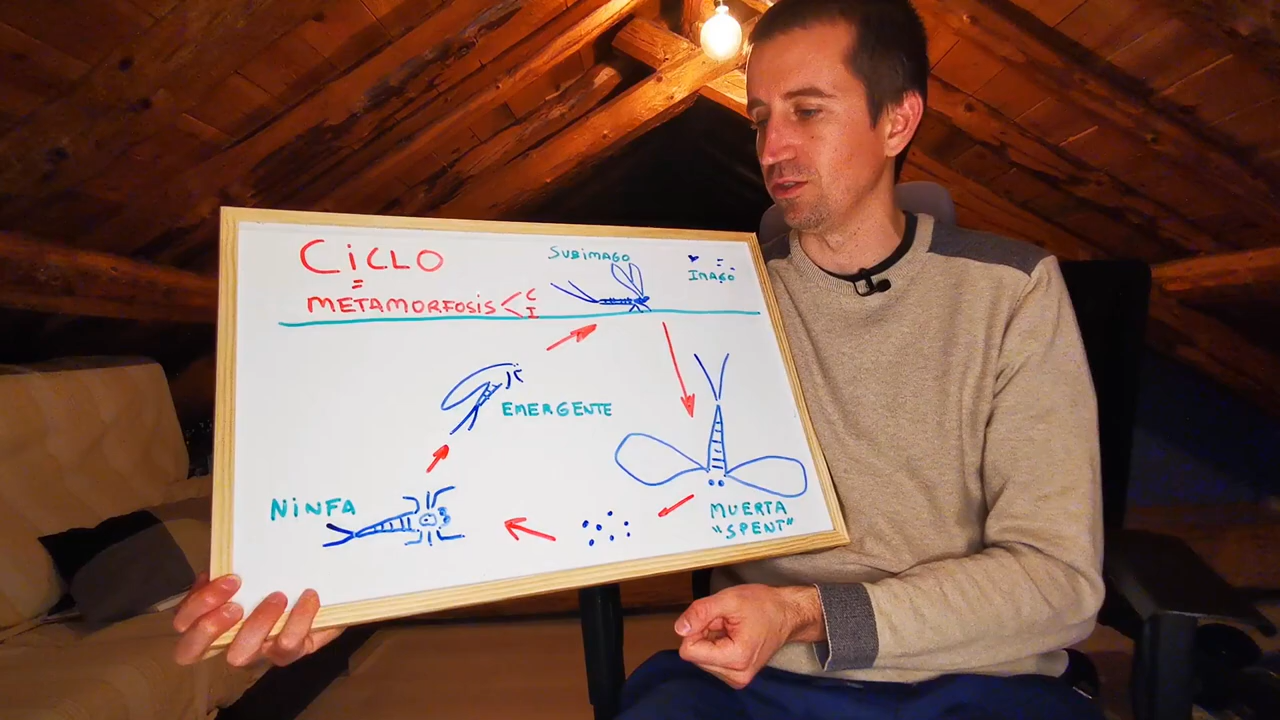 CiCLO
=
METAMORFOSIS < C
I
SUBIMAGO
IMAGO
EMERGENTE
NiNFA
MUERTA
"SPENT"